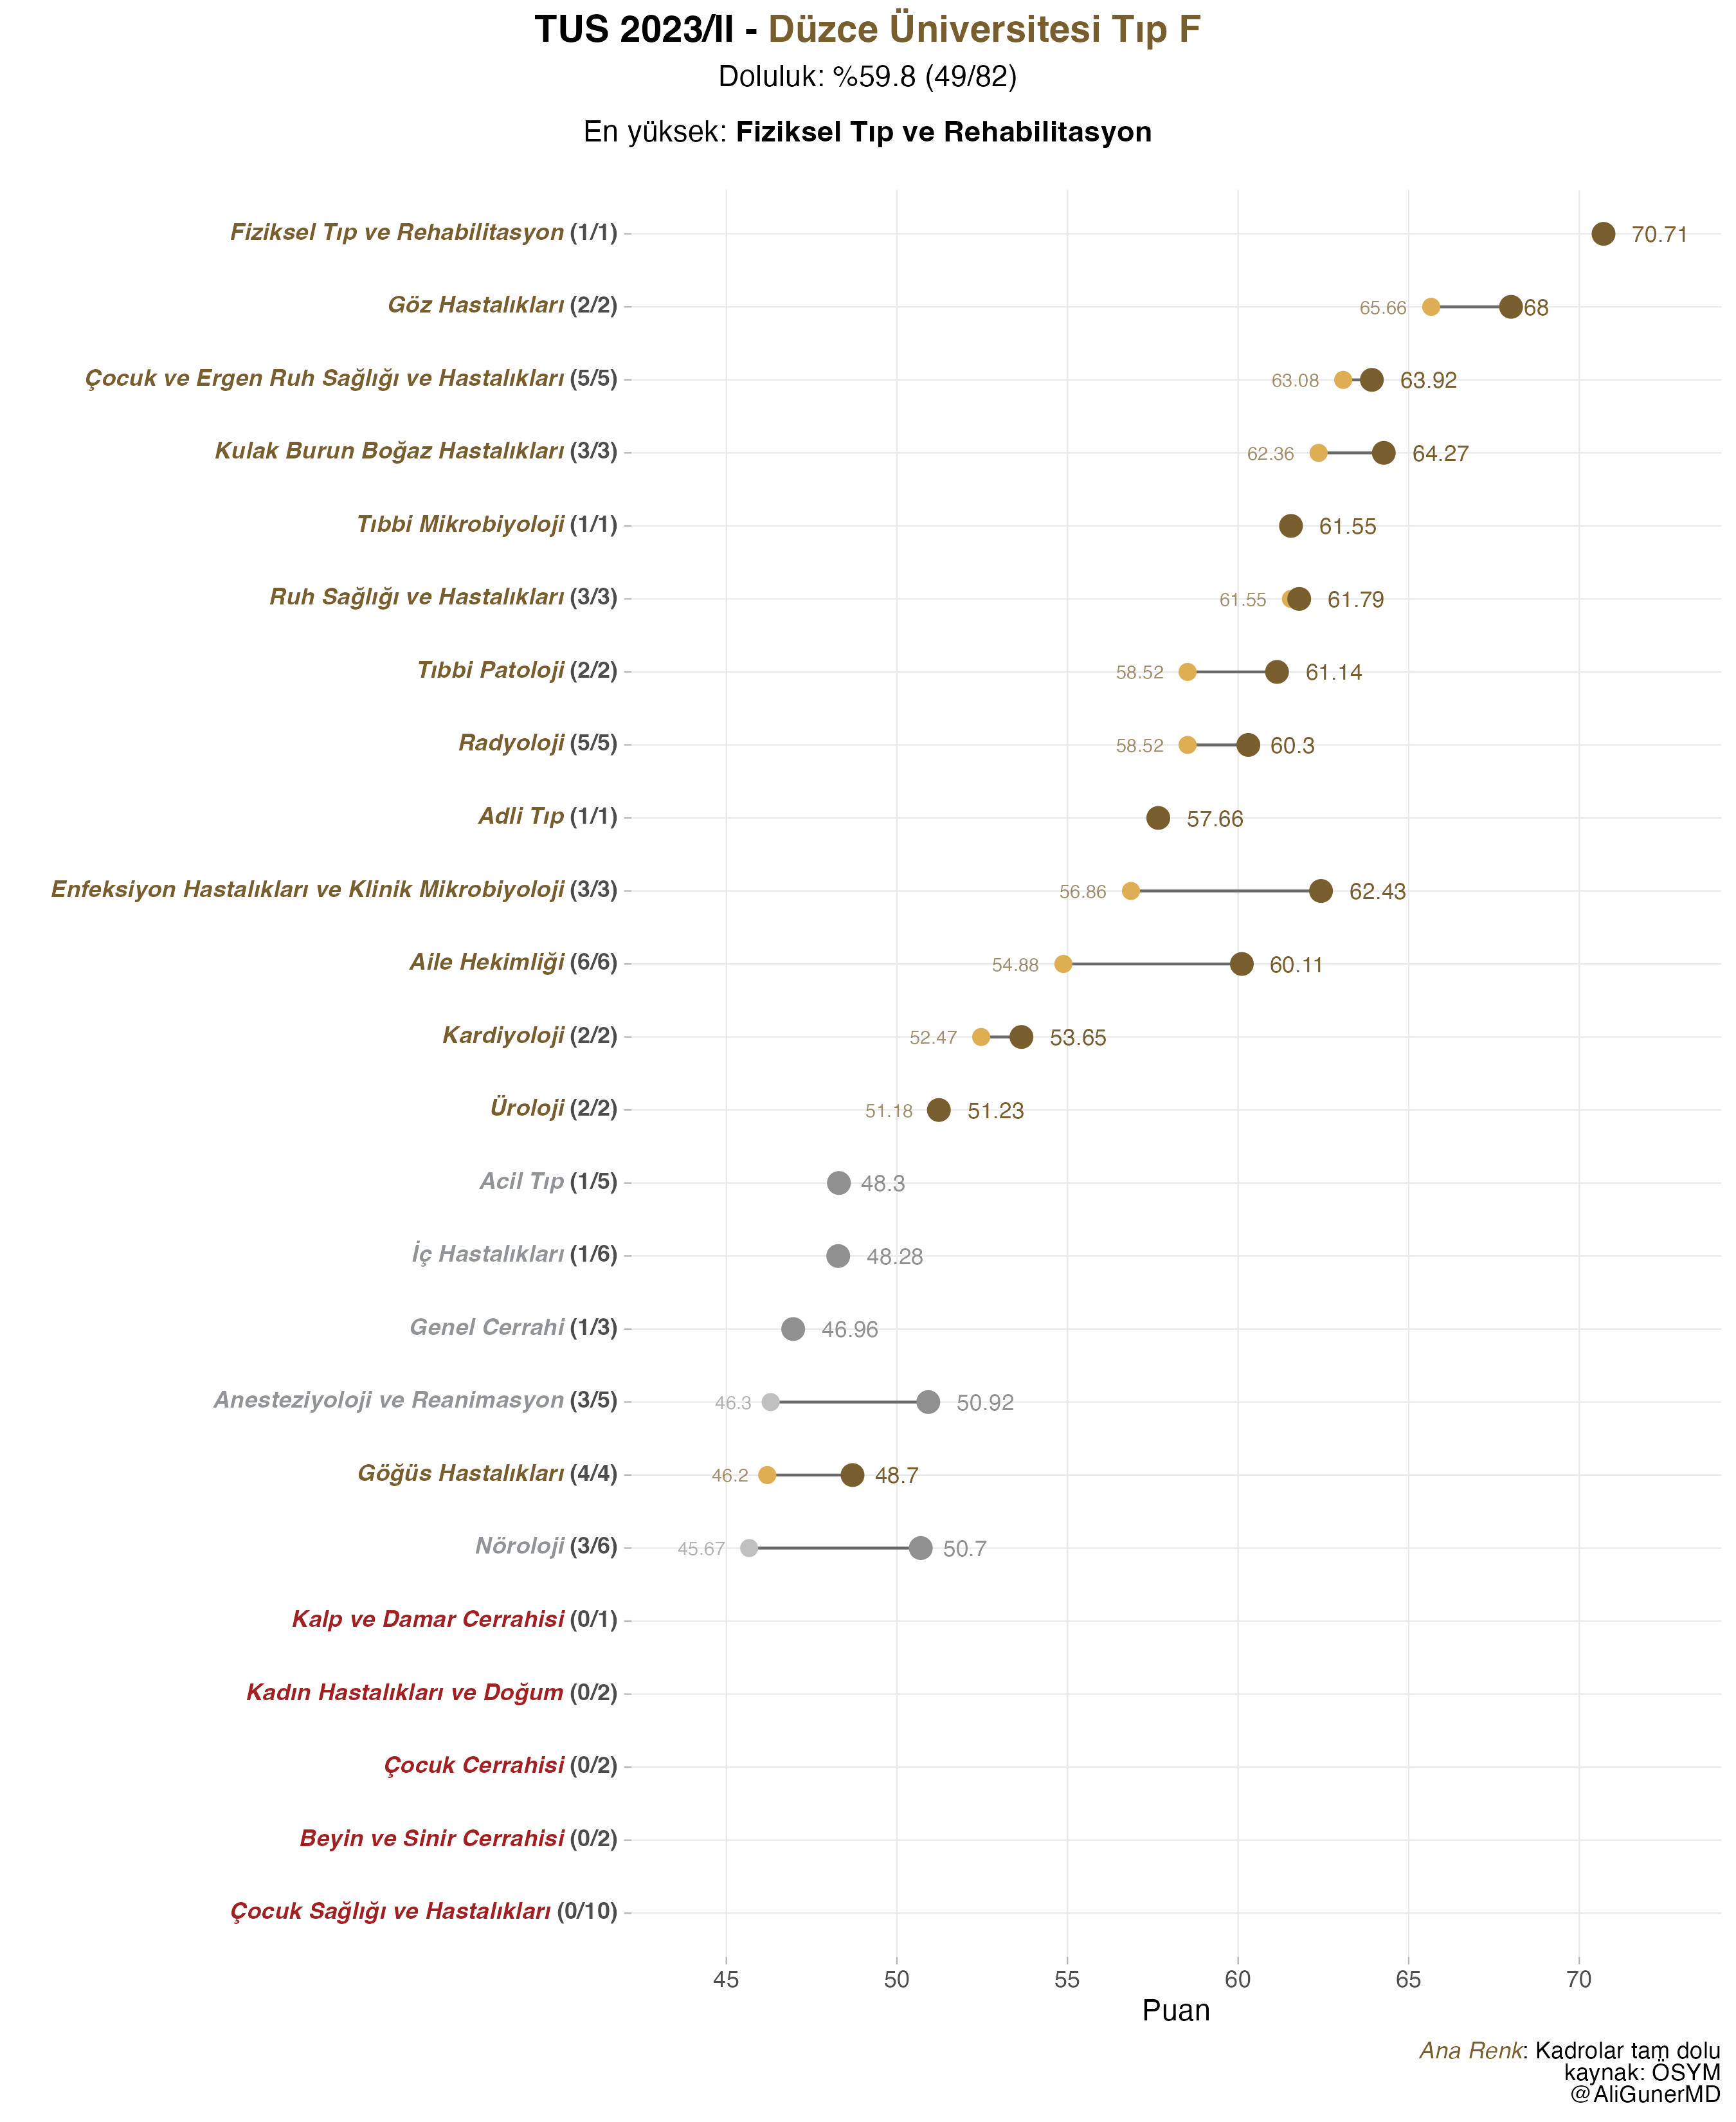 TUS 2023/II - Düzce Üniversitesi Tıp F
Doluluk: %59.8 (49/82)
En yüksek: Fiziksel Tıp ve Rehabilitasyon
Fiziksel Tıp ve Rehabilitasyon (1/1) 70.71
Göz Hastalıkları (2/2) 65.66 68
Çocuk ve Ergen Ruh Sağlığı ve Hastalıkları (5/5) 63.08 63.92
Kulak Burun Boğaz Hastalıkları (3/3) 62.36 64.27
Tıbbi Mikrobiyoloji (1/1) 61.55
Ruh Sağlığı ve Hastalıkları (3/3) 61.55 61.79
Tıbbi Patoloji (2/2) 58.52 61.14
Radyoloji (5/5) 58.52 60.3
Adli Tıp (1/1) 57.66
Enfeksiyon Hastalıkları ve Klinik Mikrobiyoloji (3/3) 56.86 62.43
Aile Hekimliği (6/6) 54.88 60.11
Kardiyoloji (2/2) 52.47 53.65
Üroloji (2/2) 51.18 51.23
Acil Tıp (1/5) 48.3
İç Hastalıkları (1/6) 48.28
Genel Cerrahi (1/3) 46.96
Anesteziyoloji ve Reanimasyon (3/5) 46.3 50.92
Göğüs Hastalıkları (4/4) 46.2 48.7
Nöroloji (3/6) 45.67 50.7
Kalp ve Damar Cerrahisi (0/1)
Kadın Hastalıkları ve Doğum (0/2)
Çocuk Cerrahisi (0/2)
Beyin ve Sinir Cerrahisi (0/2)
Çocuk Sağlığı ve Hastalıkları (0/10)
45 50 55 60 65 70
Puan
Ana Renk: Kadrolar tam dolu
kaynak: ÖSYM
@AliGunerMD